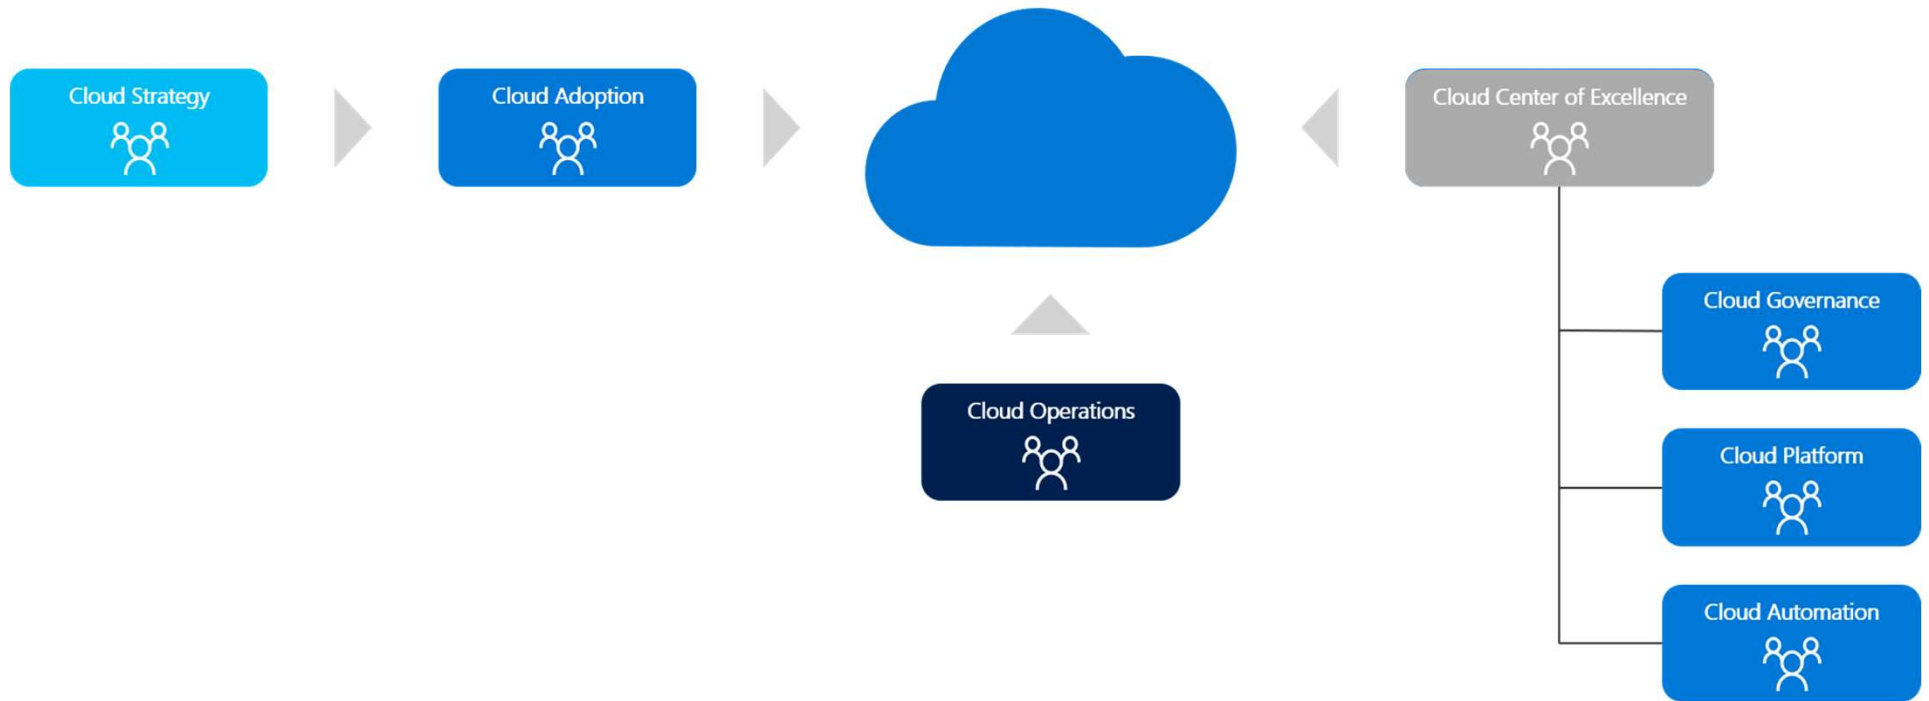 Cloud Strategy
Cloud Adoption
Cloud Center of Excellence
Cloud Governance
Cloud Operations
Cloud Platform
Cloud Automation